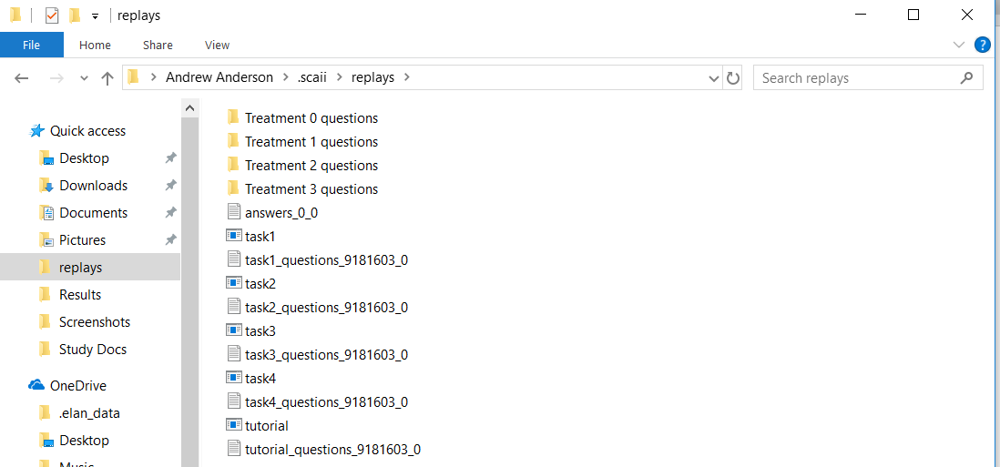 replays
File Home Share View
Andrew Anderson .scaii replays
Search replays
Quick access
Desktop
Downloads
Documents
Pictures
replays
Results
Screenshots
Study Docs
OneDrive
.elan_data
Desktop
Music
Treatment 0 questions
Treatment 1 questions
Treatment 2 questions
Treatment 3 questions
answers_0_0
task1
task1_questions_9181603_0
task2
task2_questions_9181603_0
task3
task3_questions_9181603_0
task4
task4_questions_9181603_0
tutorial
tutorial_questions_9181603_0